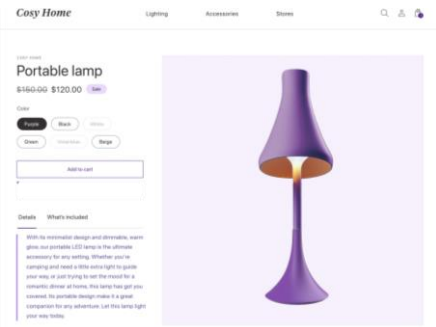 Cosy Home
Lighting Accessories Stores
COSY HOME
Portable lamp
$150.00 $120.00 Sale
Color
Purple Black White
Green Beige
Add to cart
Details What's included
With its minimalist design and dimmable, warm
glow, our portable LED lamp is the ultimate
accessory for any setting. Whether you're
camping and need a little extra light to guide
your way, or just trying to set the mood for a
romantic dinner at home, this lamp has got you
covered. Its portable design makes it a great
companion for any adventure. Let this lamp light
your way today.